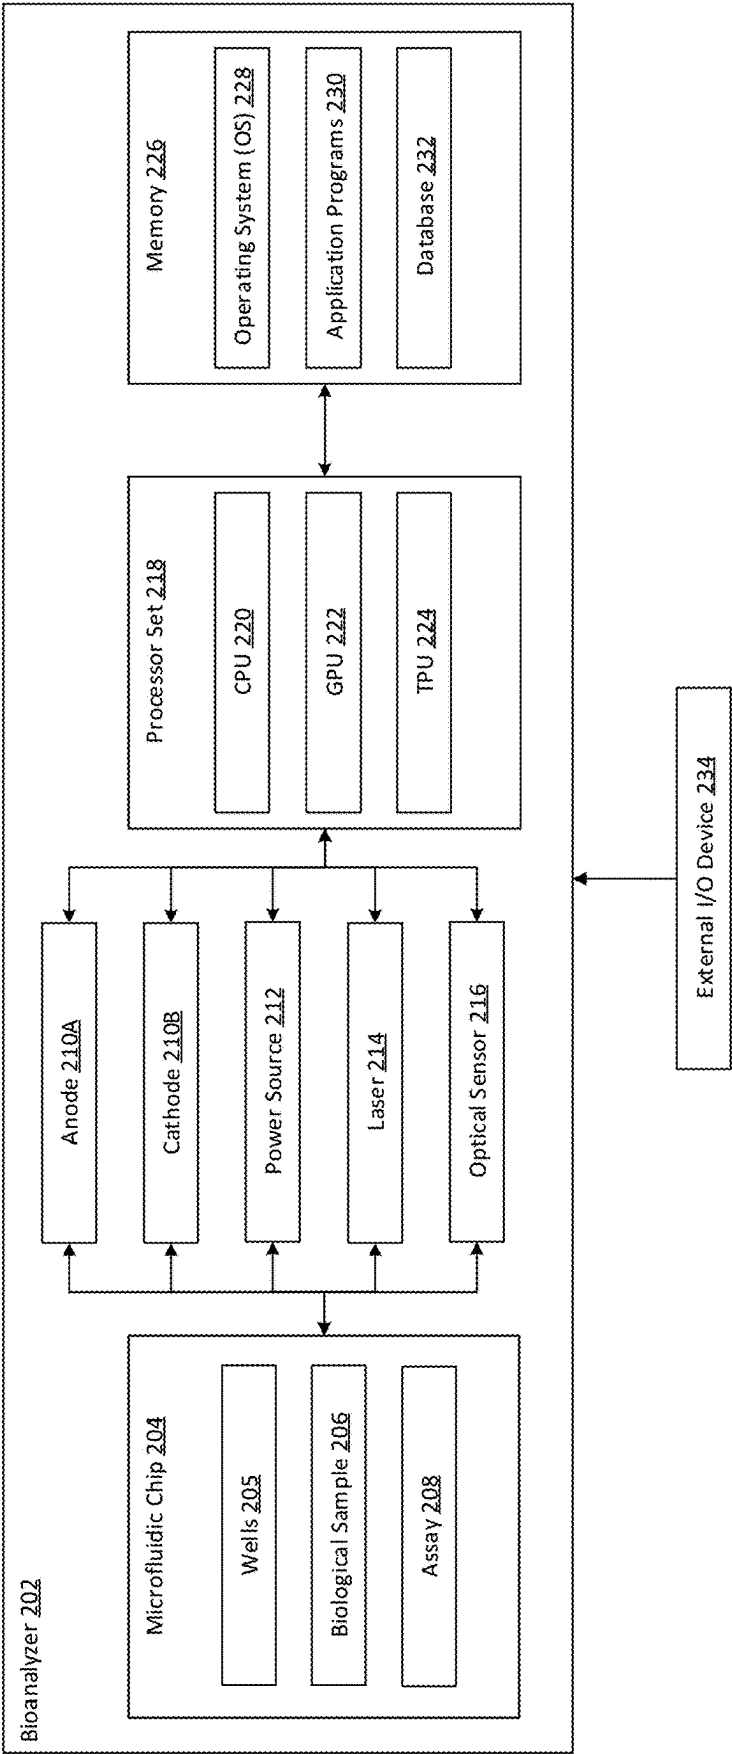 Bioanalyzer 202
Microfluidic Chip 204
Wells 205
Biological Sample 206
Assay 208
Anode 210A
Cathode 210B
Power Source 212
Laser 214
Optical Sensor 216
Processor Set 218
CPU 220
GPU 222
TPU 224
Memory 226
Operating System (OS) 228
Application Programs 230
Database 232
External I/O Device 234